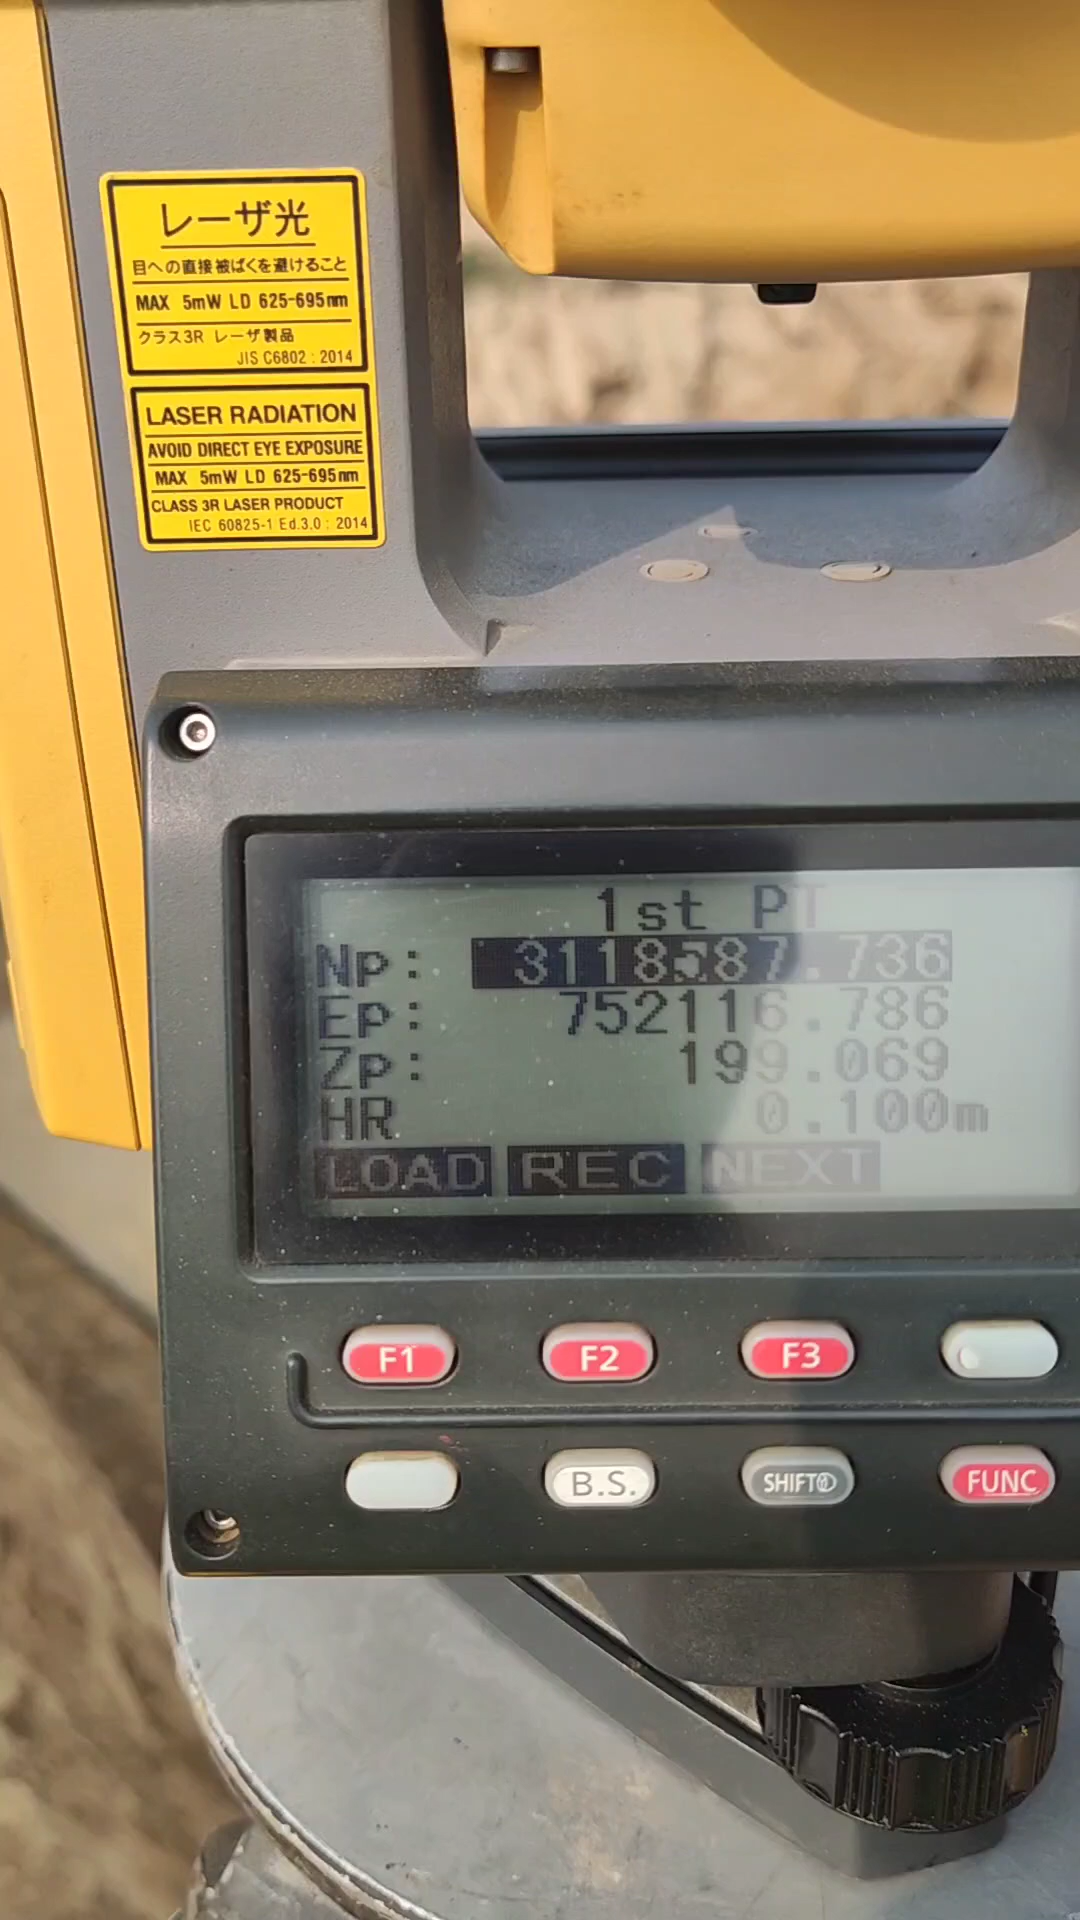 レーザ光
目への直接被ばくを避けること
MAX 5mW LD 625-695nm
クラス3R レーザ製品
JIS C6802 : 2014
LASER RADIATION
AVOID DIRECT EYE EXPOSURE
MAX 5mW LD 625-695nm
CLASS 3R LASER PRODUCT
IEC 60825-1 Ed.3.0 : 2014
1st PT
Np: 3118587.736
Ep: 752116.786
Zp: 199.069
HR 0.100m
LOAD REC NEXT
F1 F2 F3
B.S. SHIFT FUNC